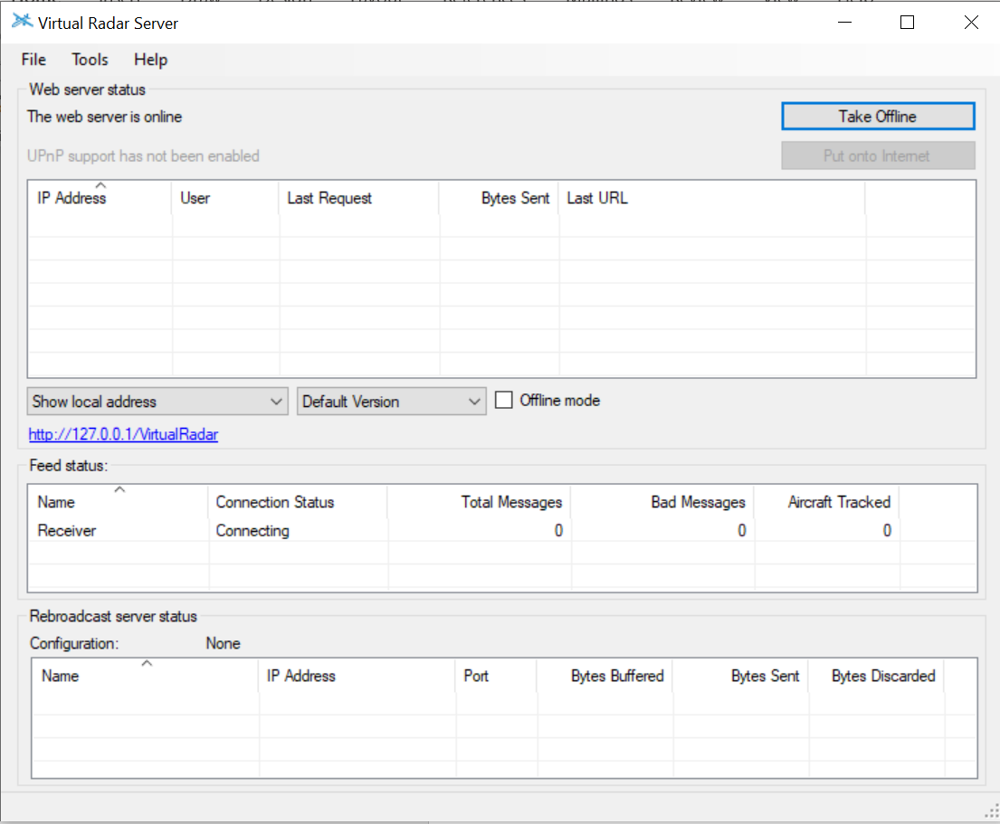 Virtual Radar Server
File Tools Help
Web server status
The web server is online
Take Offline
UPnP support has not been enabled
Put onto Internet
IP Address User Last Request Bytes Sent Last URL
Show local address Default Version Offline mode
http://127.0.0.1/VirtualRadar
Feed status:
Name Connection Status Total Messages Bad Messages Aircraft Tracked
Receiver Connecting 0 0 0
Rebroadcast server status
Configuration: None
Name IP Address Port Bytes Buffered Bytes Sent Bytes Discarded